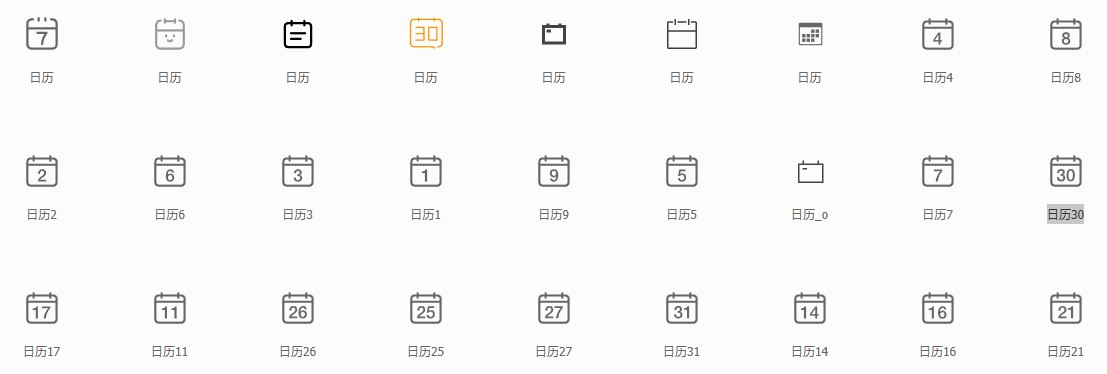 7 30 4 8
日历 日历 日历 日历 日历 日历 日历 日历4 日历8
2 6 3 1 9 5 7 30
日历2 日历6 日历3 日历1 日历9 日历5 日历_o 日历7 日历30
17 11 26 25 27 31 14 16 21
日历17 日历11 日历26 日历25 日历27 日历31 日历14 日历16 日历21